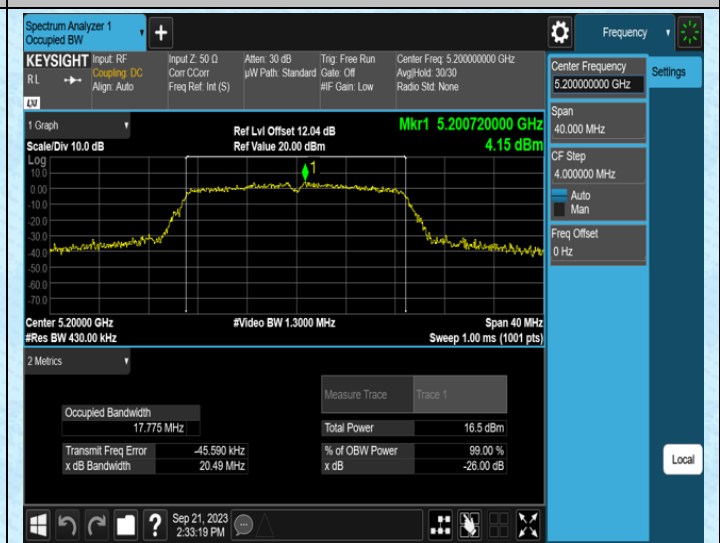 Spectrum Analyzer 1
Occupied BW
Frequency
KEYSIGHT
R L
LXI
Input: RF
Coupling: DC
Align: Auto
Input Z: 50 Ω
Corr CCorr
Freq Ref: Int (S)
Atten: 30 dB
µW Path: Standard
Trig: Free Run
Gate: Off
#IF Gain: Low
Center Freq: 5.200000000 GHz
Avg|Hold: 30/30
Radio Std: None
1 Graph
Scale/Div 10.0 dB
Ref Lvl Offset 12.04 dB
Ref Value 20.00 dBm
Mkr1 5.200720000 GHz
4.15 dBm
Log
10.0
0.00
-10.0
-20.0
-30.0
-40.0
-50.0
-60.0
-70.0
1
Center 5.20000 GHz
#Res BW 430.00 kHz
#Video BW 1.3000 MHz
Span 40 MHz
Sweep 1.00 ms (1001 pts)
2 Metrics
Measure Trace
Trace 1
Occupied Bandwidth
17.775 MHz
Total Power
16.5 dBm
Transmit Freq Error
-45.590 kHz
% of OBW Power
99.00 %
x dB Bandwidth
20.49 MHz
x dB
-26.00 dB
Center Frequency
5.200000000 GHz
Settings
Span
40.000 MHz
CF Step
4.000000 MHz
Auto
Man
Freq Offset
0 Hz
Local
?
Sep 21, 2023
2:33:19 PM